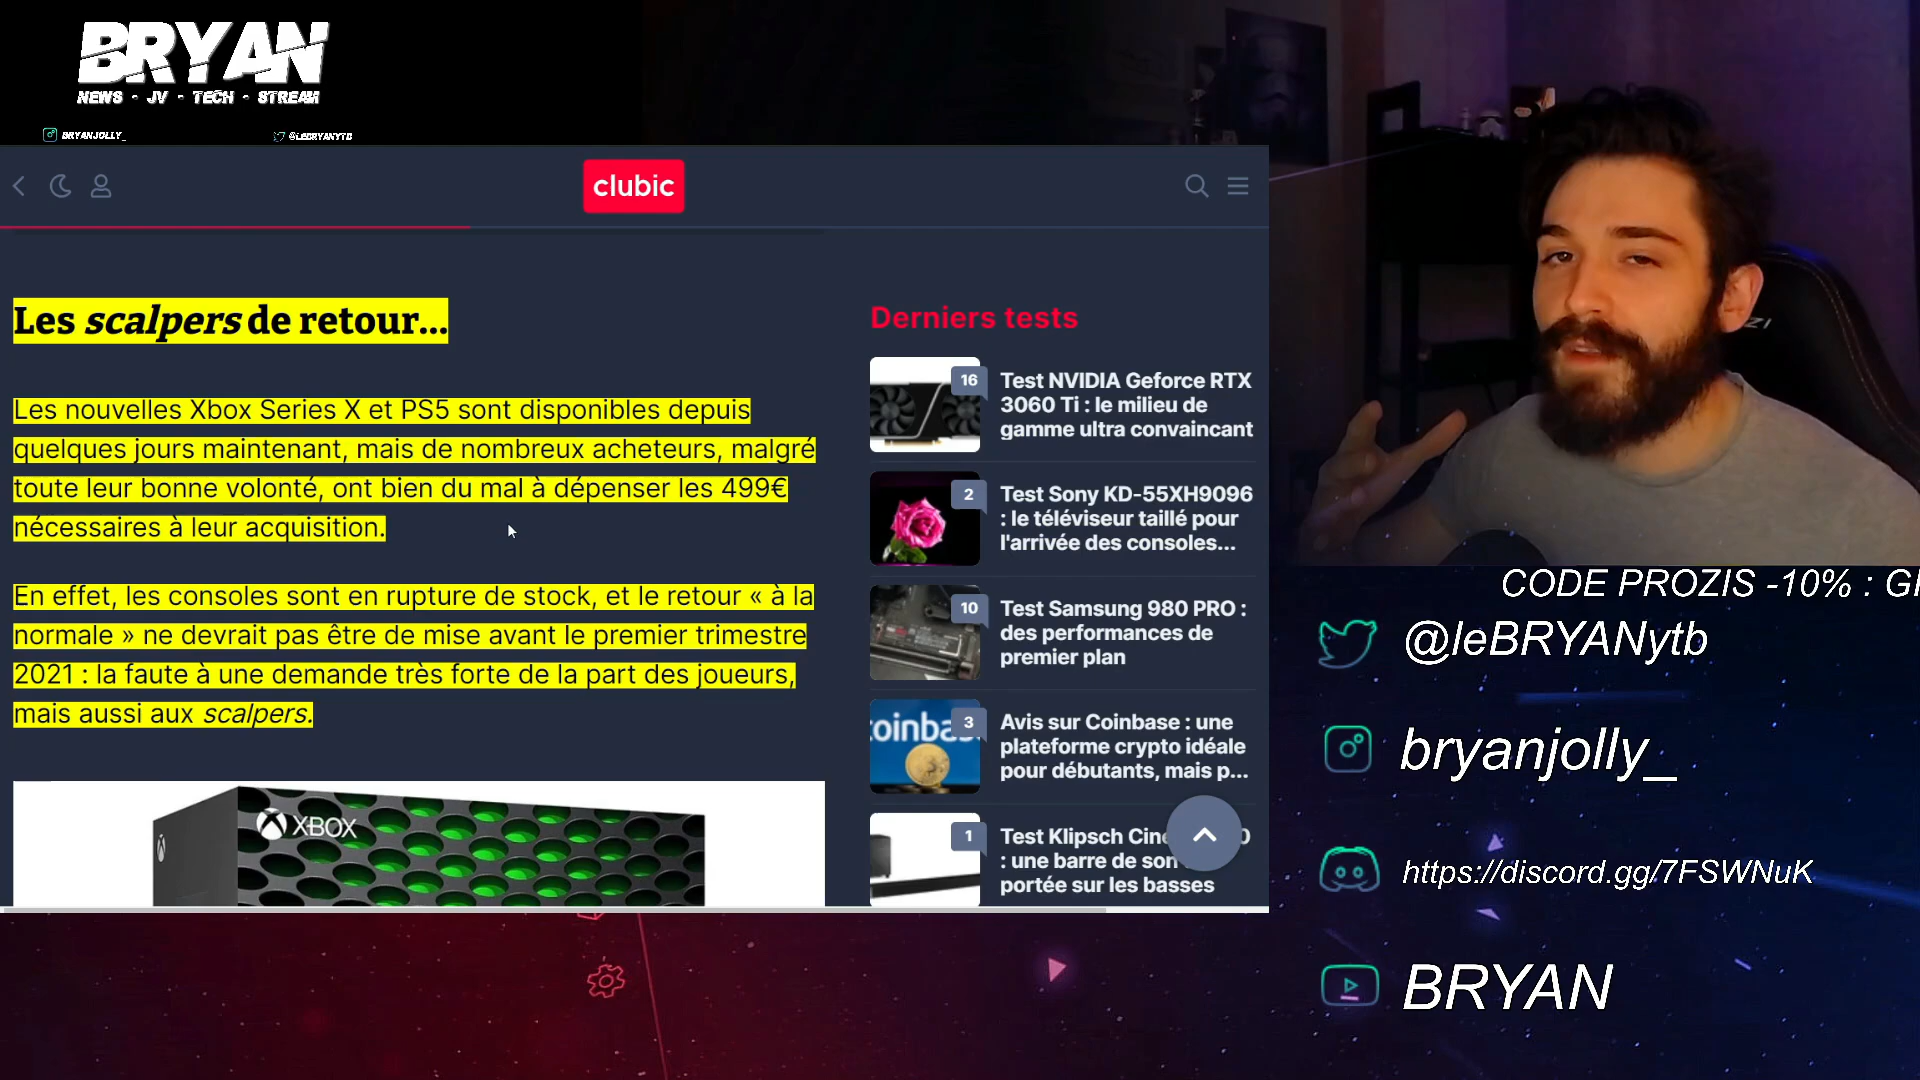 BRYAN
NEWS - JV - TECH - STREAM
BRYANJOLLY_
@LEBRYANYTB
clubic
Les scalpers de retour...
Les nouvelles Xbox Series X et PS5 sont disponibles depuis
quelques jours maintenant, mais de nombreux acheteurs, malgré
toute leur bonne volonté, ont bien du mal à dépenser les 499€
nécessaires à leur acquisition.
En effet, les consoles sont en rupture de stock, et le retour « à la
normale » ne devrait pas être de mise avant le premier trimestre
2021 : la faute à une demande très forte de la part des joueurs,
mais aussi aux scalpers.
XBOX
Derniers tests
16
Test NVIDIA Geforce RTX
3060 Ti : le milieu de
gamme ultra convaincant
2
Test Sony KD-55XH9096
: le téléviseur taillé pour
l'arrivée des consoles...
10
Test Samsung 980 PRO :
des performances de
premier plan
3
Avis sur Coinbase : une
plateforme crypto idéale
pour débutants, mais p...
1
Test Klipsch
: une barre de son
portée sur les basses
CODE PROZIS -10% :
@leBRYANytb
bryanjolly_
https://discord.gg/7FSWNuK
BRYAN